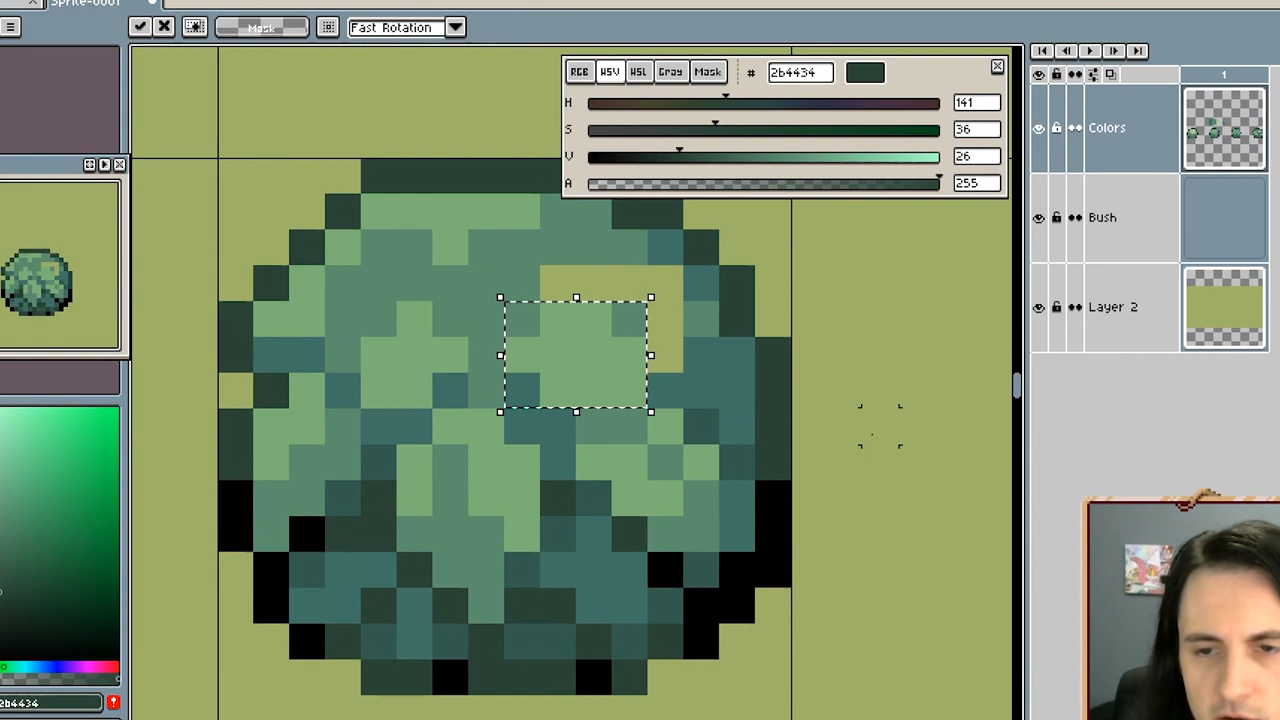 Sprite-0001
Mask
Fast Rotation
RGB HSV HSL Gray Mask # 2b4434
H 141
S 36
V 26
A 255
1
Colors
Bush
Layer 2
2b4434